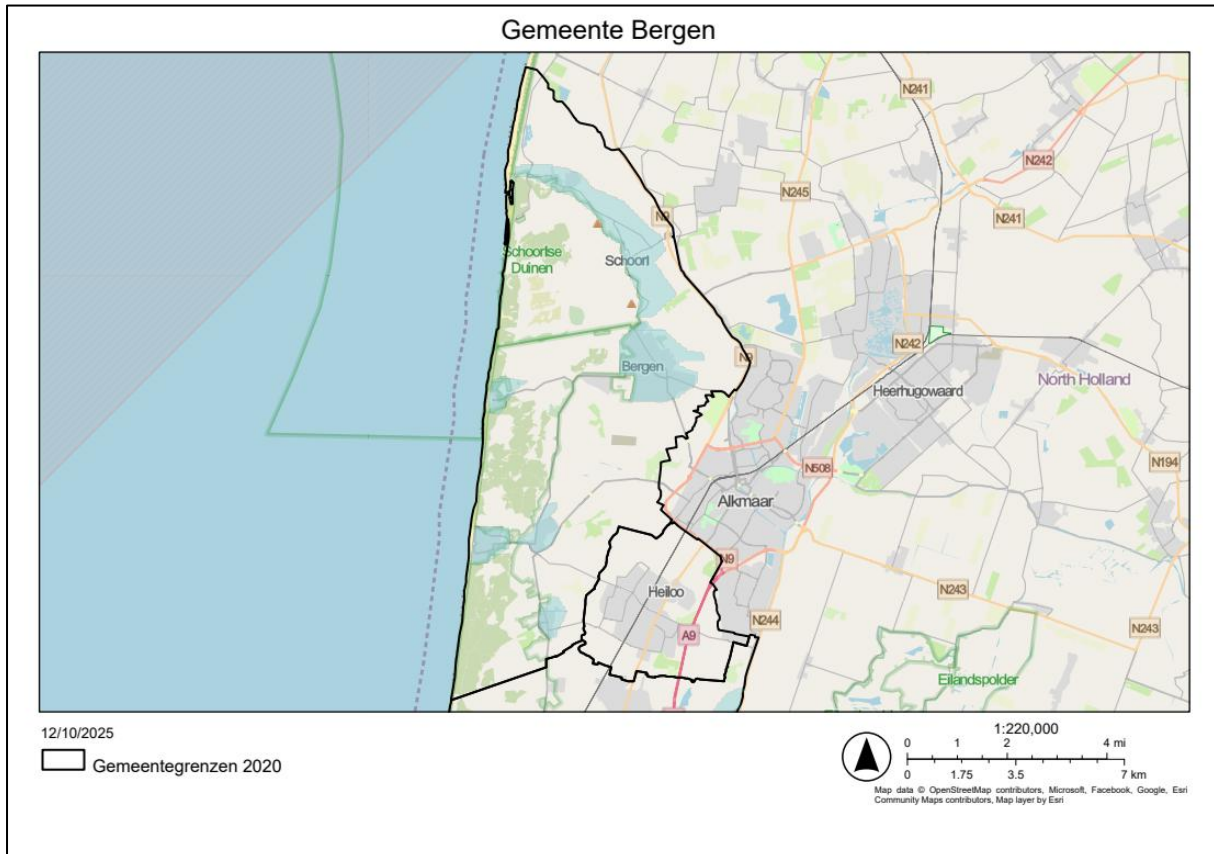 Gemeente Bergen
N241
N242
N245
N241
N9
Schoorlse
Duinen
Schoorl
N9
N242
Bergen
Heerhugowaard
North Holland
N508
N194
Alkmaar
N9
Heiloo
N243
N244
N243
A9
Eilandspolder
12/10/2025
Gemeentegrenzen 2020
1:220,000
0 1 2 4 mi
0 1.75 3.5 7 km
Map data © OpenStreetMap contributors, Microsoft, Facebook, Google, Esri
Community Maps contributors, Map layer by Esri